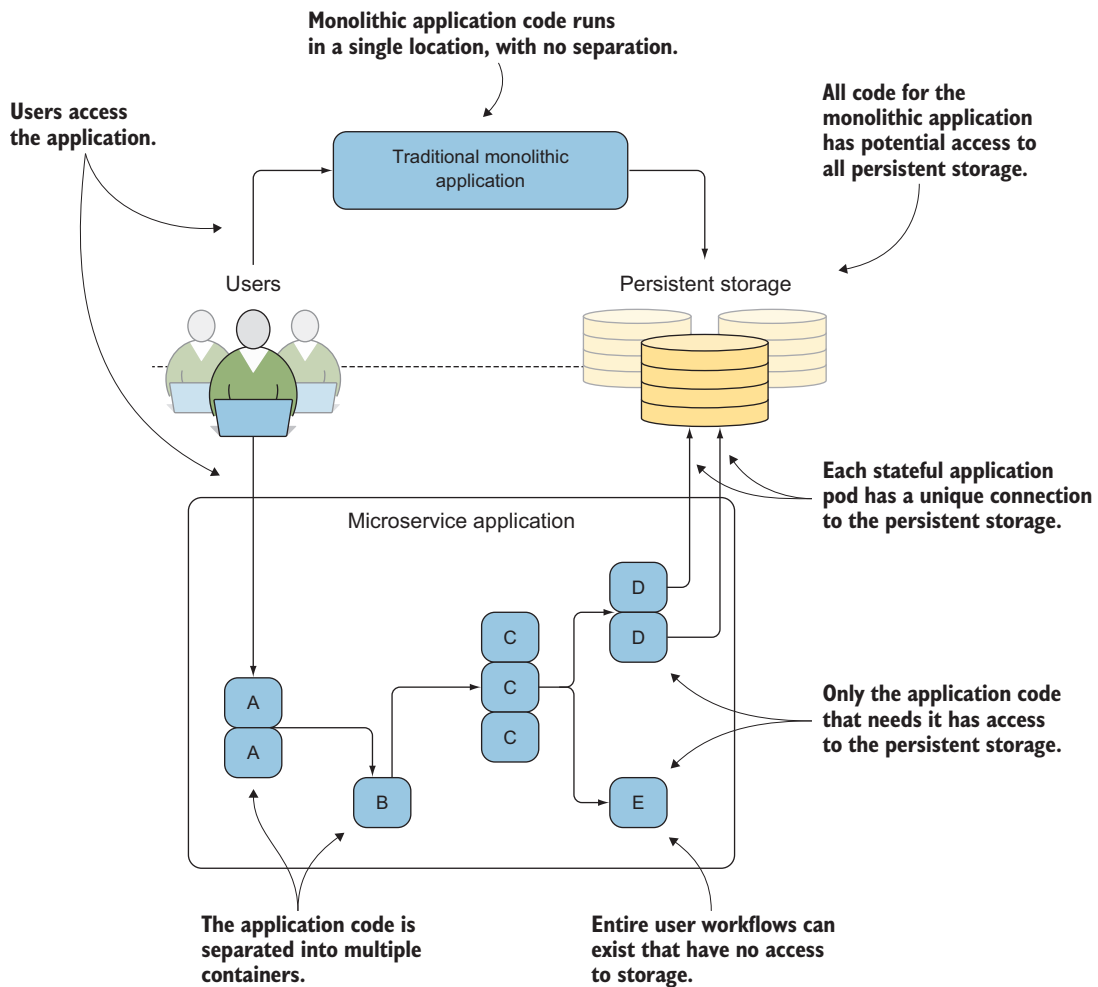 Monolithic application code runs
in a single location, with no separation.
Users access
the application.
All code for the
monolithic application
has potential access to
all persistent storage.
Traditional monolithic
application
Users
Persistent storage
Each stateful application
pod has a unique connection
to the persistent storage.
Microservice application
D
D
C
C
C
A
A
B
E
Only the application code
that needs it has access
to the persistent storage.
The application code is
separated into multiple
containers.
Entire user workflows can
exist that have no access
to storage.